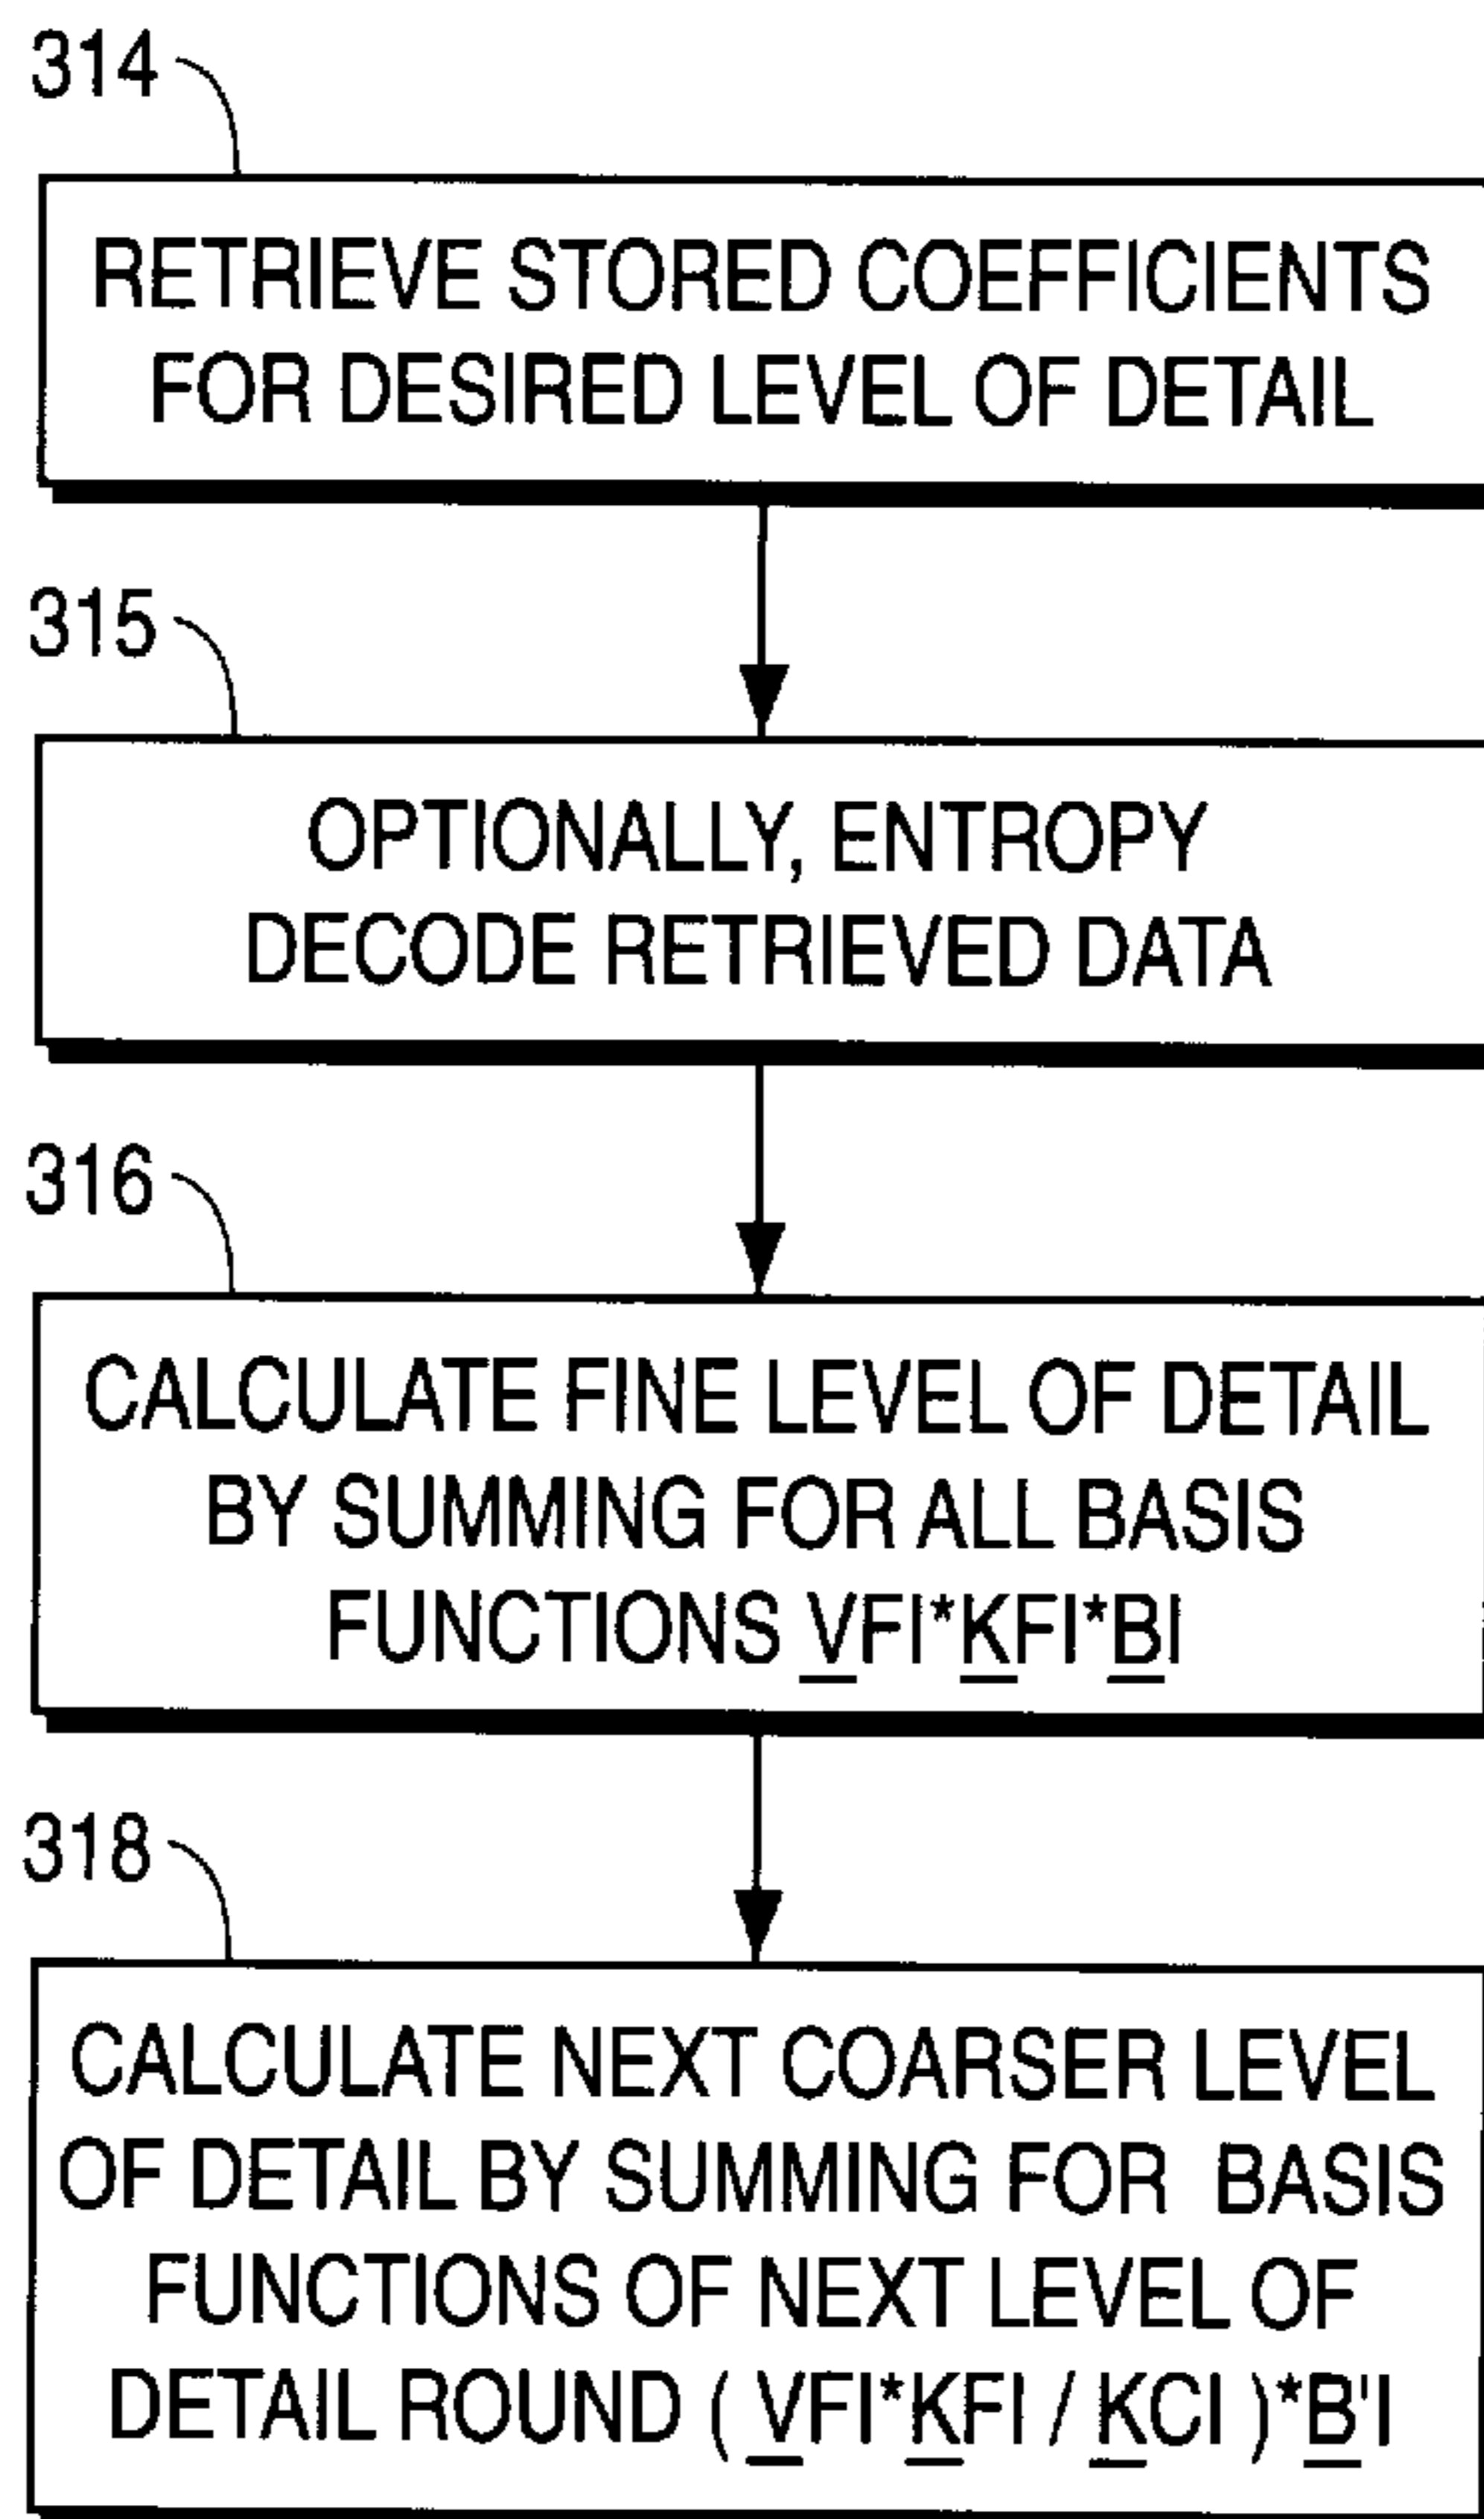 314
RETRIEVE STORED COEFFICIENTS
FOR DESIRED LEVEL OF DETAIL
315
OPTIONALLY, ENTROPY
DECODE RETRIEVED DATA
316
CALCULATE FINE LEVEL OF DETAIL
BY SUMMING FOR ALL BASIS
FUNCTIONS VFI*KFI*BI
318
CALCULATE NEXT COARSER LEVEL
OF DETAIL BY SUMMING FOR BASIS
FUNCTIONS OF NEXT LEVEL OF
DETAIL ROUND ( VFI*KFI / KCI )*B'I